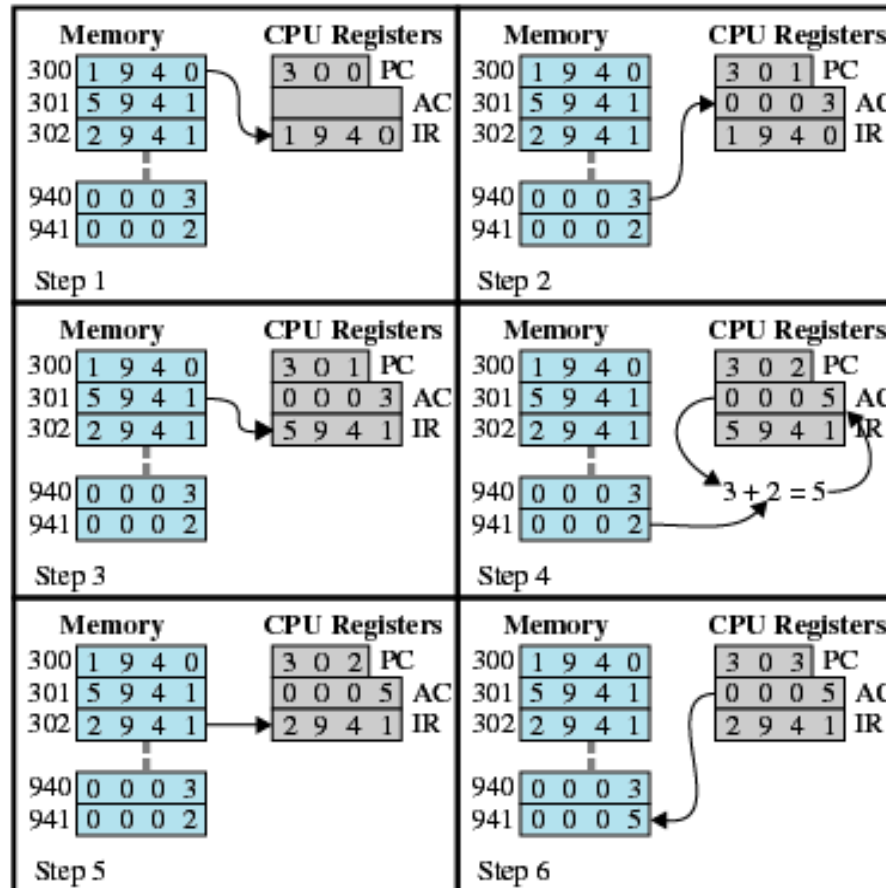 Memory CPU Registers
300 1 9 4 0 3 0 0 PC
301 5 9 4 1 AC
302 2 9 4 1 1 9 4 0 IR
940 0 0 0 3
941 0 0 0 2
Step 1
Memory CPU Registers
300 1 9 4 0 3 0 1 PC
301 5 9 4 1 0 0 0 3 AC
302 2 9 4 1 1 9 4 0 IR
940 0 0 0 3
941 0 0 0 2
Step 2
Memory CPU Registers
300 1 9 4 0 3 0 1 PC
301 5 9 4 1 0 0 0 3 AC
302 2 9 4 1 5 9 4 1 IR
940 0 0 0 3
941 0 0 0 2
Step 3
Memory CPU Registers
300 1 9 4 0 3 0 2 PC
301 5 9 4 1 0 0 0 5 AC
302 2 9 4 1 5 9 4 1 IR
940 0 0 0 3 3 + 2 = 5
941 0 0 0 2
Step 4
Memory CPU Registers
300 1 9 4 0 3 0 2 PC
301 5 9 4 1 0 0 0 5 AC
302 2 9 4 1 2 9 4 1 IR
940 0 0 0 3
941 0 0 0 2
Step 5
Memory CPU Registers
300 1 9 4 0 3 0 3 PC
301 5 9 4 1 0 0 0 5 AC
302 2 9 4 1 2 9 4 1 IR
940 0 0 0 3
941 0 0 0 5
Step 6